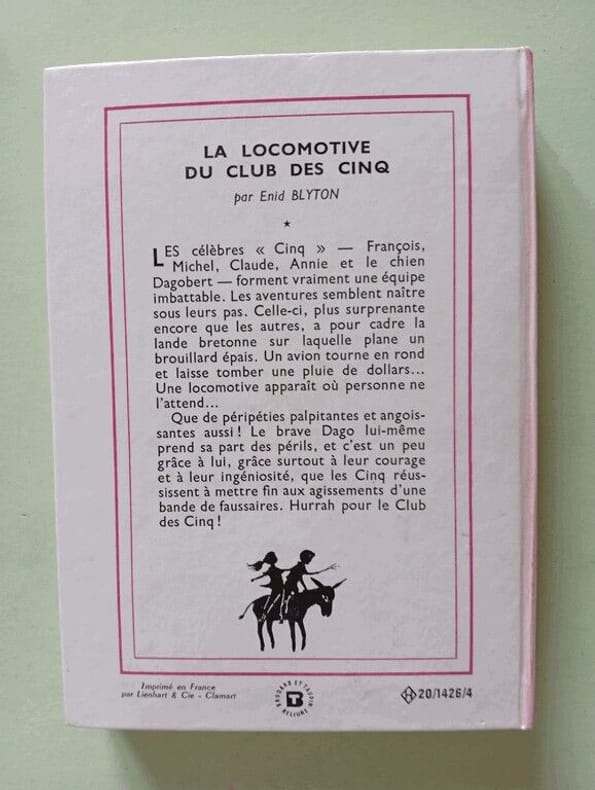 LA LOCOMOTIVE
DU CLUB DES CINQ
par Enid BLYTON
★
LES célèbres « Cinq » — François,
Michel, Claude, Annie et le chien
Dagobert — forment vraiment une équipe
imbattable. Les aventures semblent naître
sous leurs pas. Celle-ci, plus surprenante
encore que les autres, a pour cadre la
lande bretonne sur laquelle plane un
brouillard épais. Un avion tourne en rond
et laisse tomber une pluie de dollars...
Une locomotive apparaît où personne ne
l'attend...
Que de péripéties palpitantes et angois-
santes aussi ! Le brave Dago lui-même
prend sa part des périls, et c'est un peu
grâce à lui, grâce surtout à leur courage
et à leur ingéniosité, que les Cinq réus-
sissent à mettre fin aux agissements d'une
bande de faussaires. Hurrah pour le Club
des Cinq !
Imprimé en France
par Lienhart & Cie - Clamart
BRODARD ET TAUPIN
RELIURE
20/1426/4